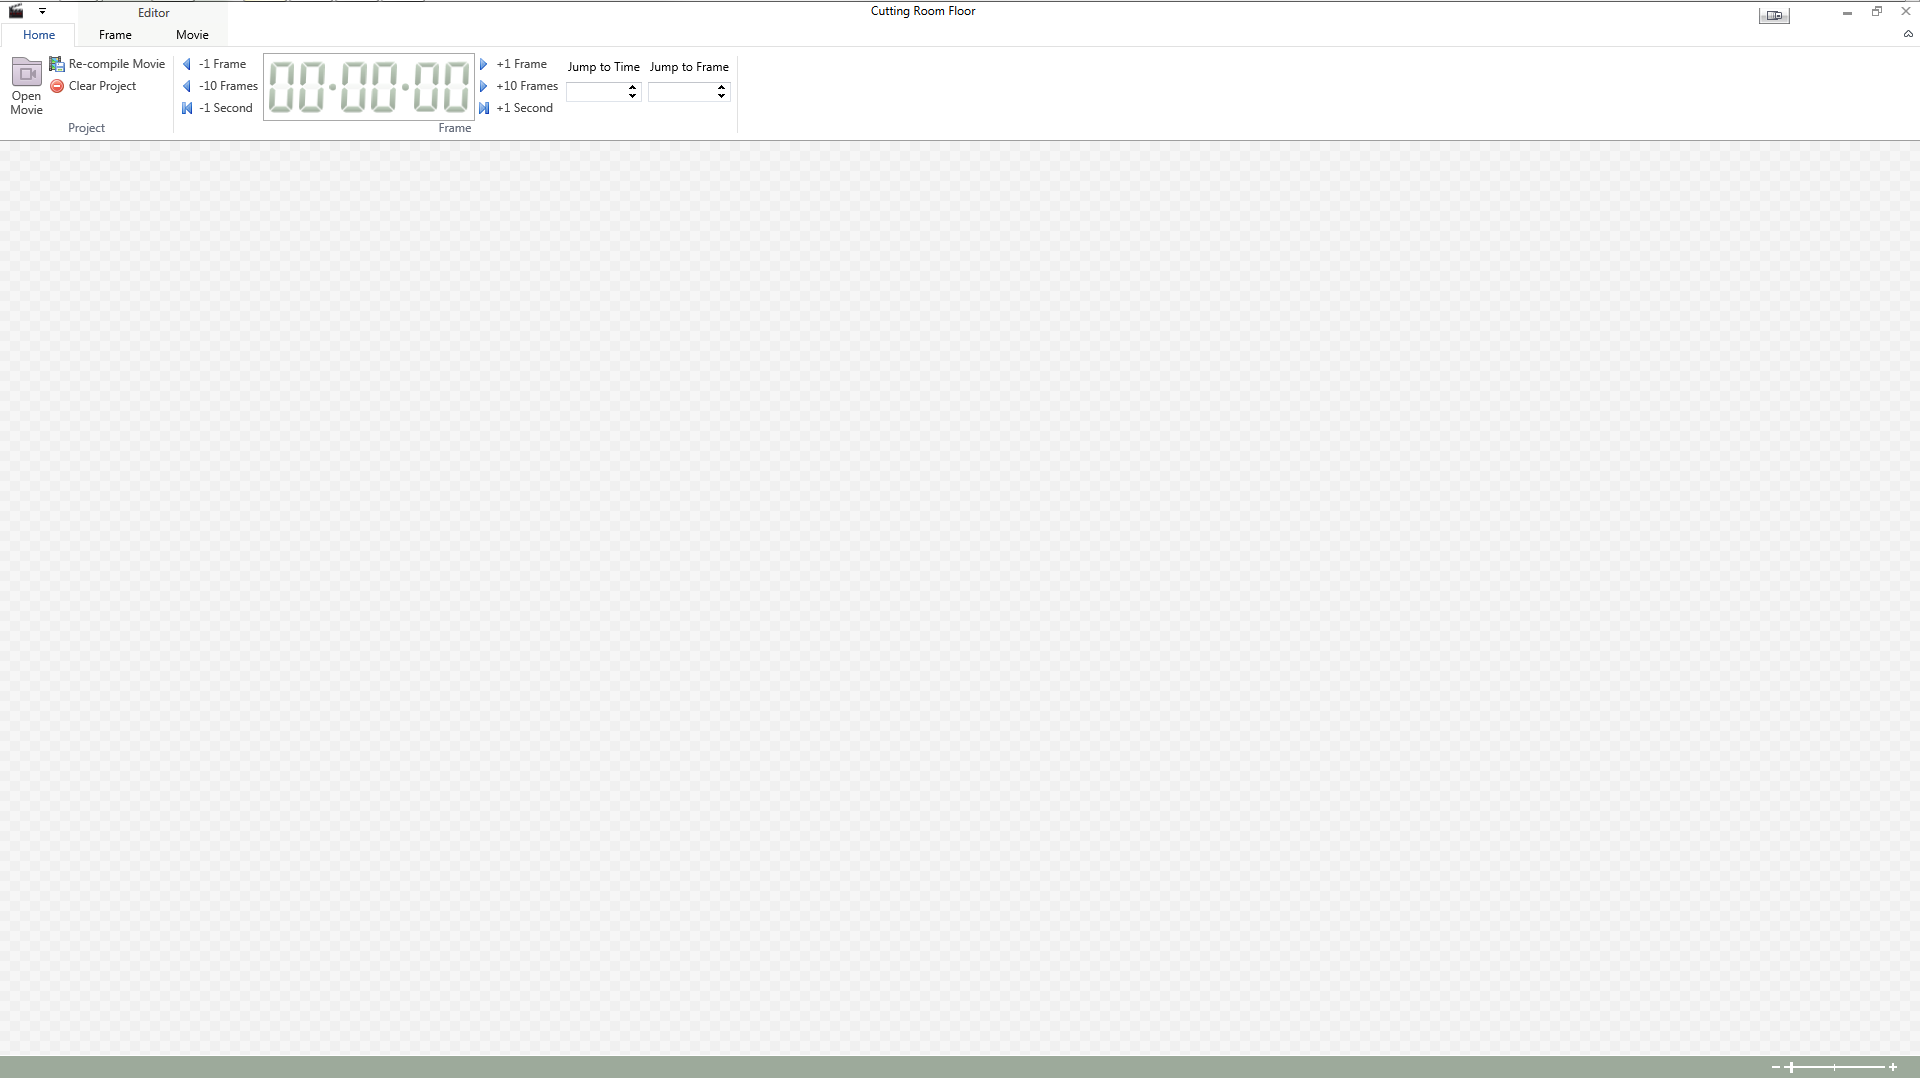 Editor
Cutting Room Floor
Home
Frame
Movie
Open Movie
Re-compile Movie
Clear Project
Project
-1 Frame
-10 Frames
-1 Second
00:00:00
+1 Frame
+10 Frames
+1 Second
Jump to Time
Jump to Frame
Frame